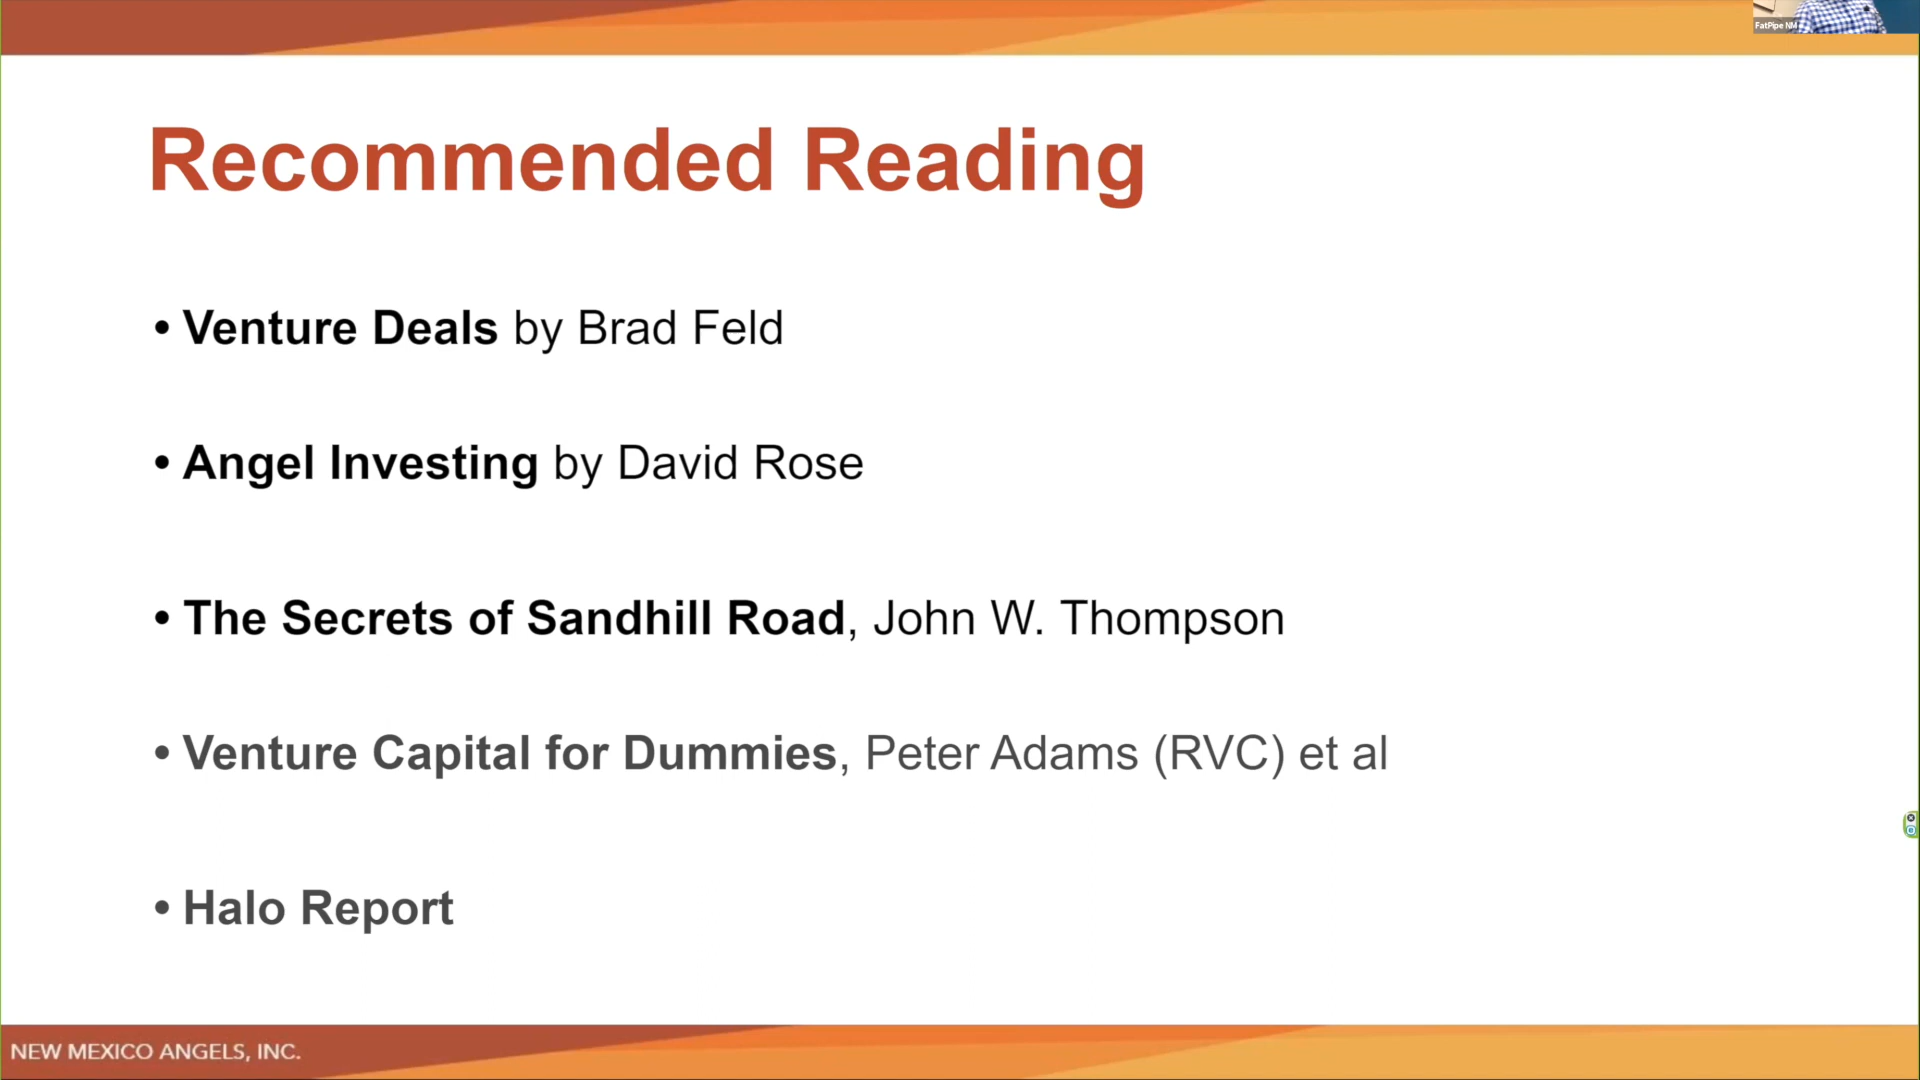 FatPipe NM
Recommended Reading
• Venture Deals by Brad Feld
• Angel Investing by David Rose
• The Secrets of Sandhill Road, John W. Thompson
• Venture Capital for Dummies, Peter Adams (RVC) et al
• Halo Report
NEW MEXICO ANGELS, INC.